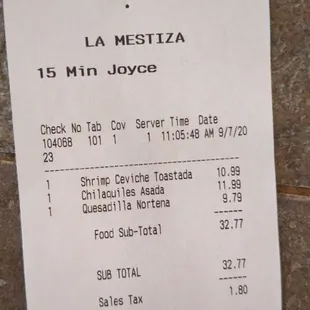 LA MESTIZA
15 Min Joyce
Check No Tab Cov Server Time Date
104068 101 1 1 11:05:48 AM 9/7/20
23
1 Shrimp Ceviche Toastada 10.99
1 Chilaquiles Asada 11.99
1 Quesadilla Nortena 9.79
Food Sub-Total 32.77
SUB TOTAL 32.77
Sales Tax 1.80